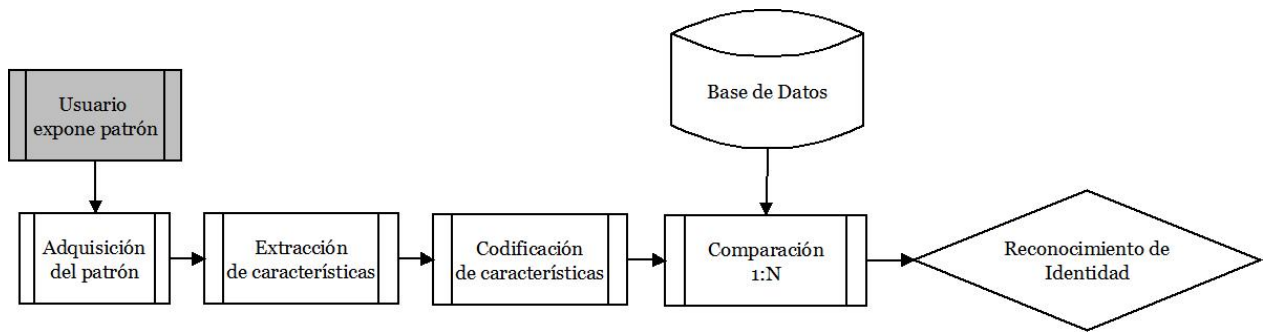 Usuario
expone patrón
Base de Datos
Adquisición
del patrón
Extracción
de características
Codificación
de características
Comparación
1:N
Reconocimiento de
Identidad